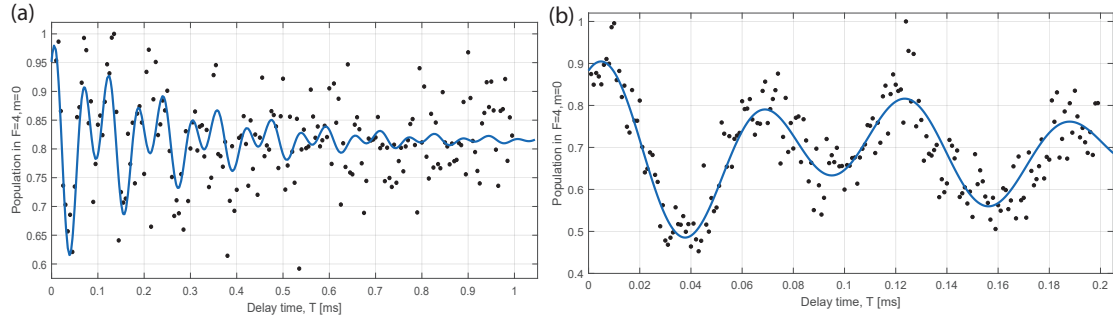 (a)
Population in F=4,m=0
1
0.95
0.9
0.85
0.8
0.75
0.7
0.65
0.6
0 0.1 0.2 0.3 0.4 0.5 0.6 0.7 0.8 0.9 1
Delay time, T [ms]
(b)
Population in F=4,m=0
1
0.9
0.8
0.7
0.6
0.5
0.4
0 0.02 0.04 0.06 0.08 0.1 0.12 0.14 0.16 0.18 0.2
Delay time, T [ms]